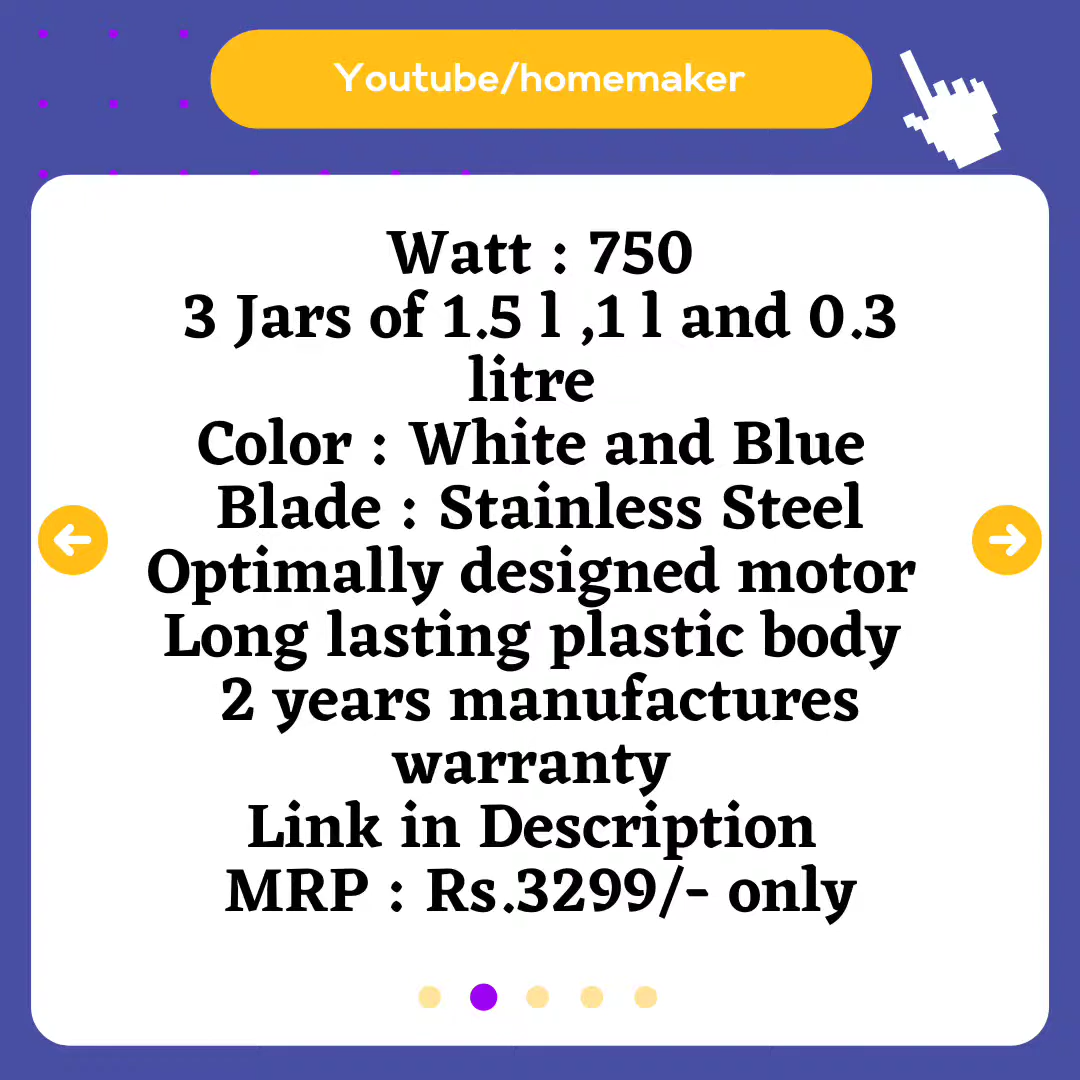 Youtube/homemaker
Watt : 750
3 Jars of 1.5 l ,1 l and 0.3
litre
Color : White and Blue
Blade : Stainless Steel
Optimally designed motor
Long lasting plastic body
2 years manufactures
warranty
Link in Description
MRP : Rs.3299/- only